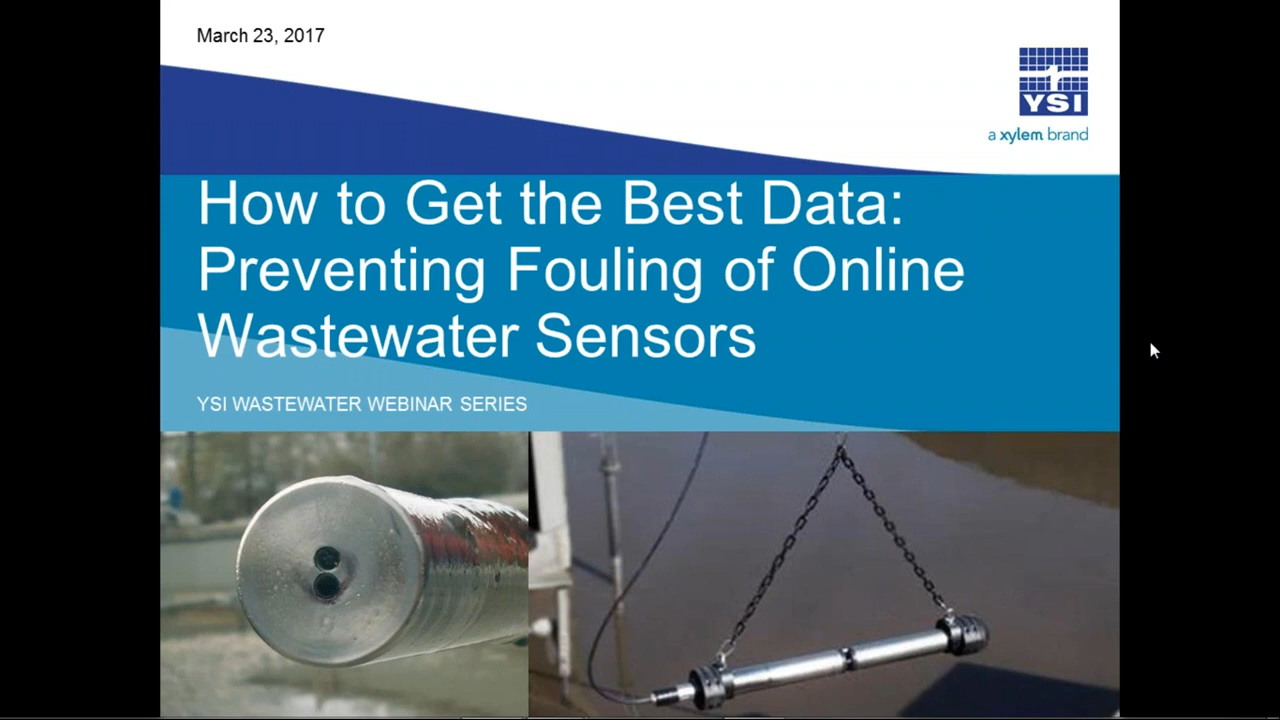 March 23, 2017
YSI
a xylem brand
How to Get the Best Data:
Preventing Fouling of Online
Wastewater Sensors
YSI WASTEWATER WEBINAR SERIES